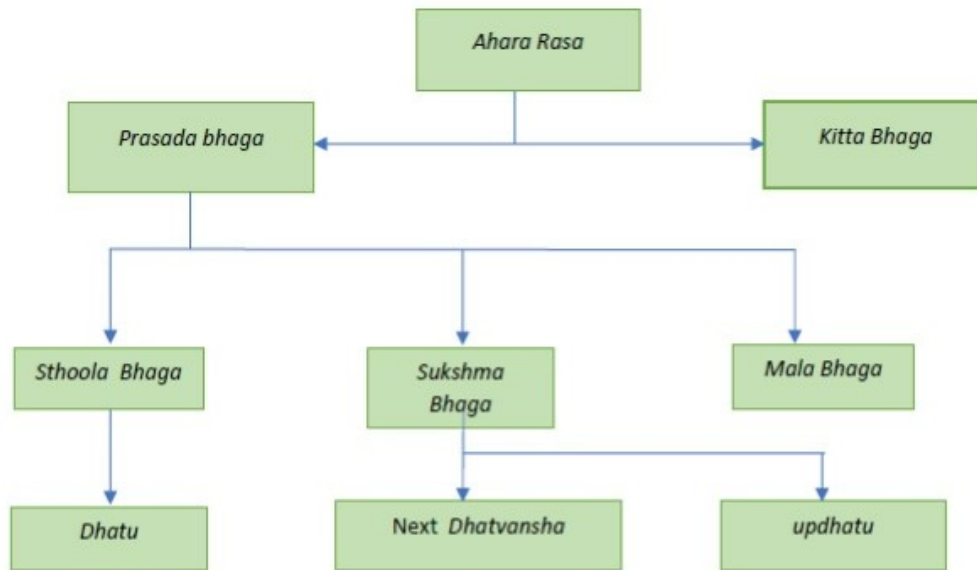 Ahara Rasa
Prasada bhaga
Kitta Bhaga
Sthoola Bhaga
Sukshma
Bhaga
Mala Bhaga
Dhatu
Next Dhatvansha
updhatu